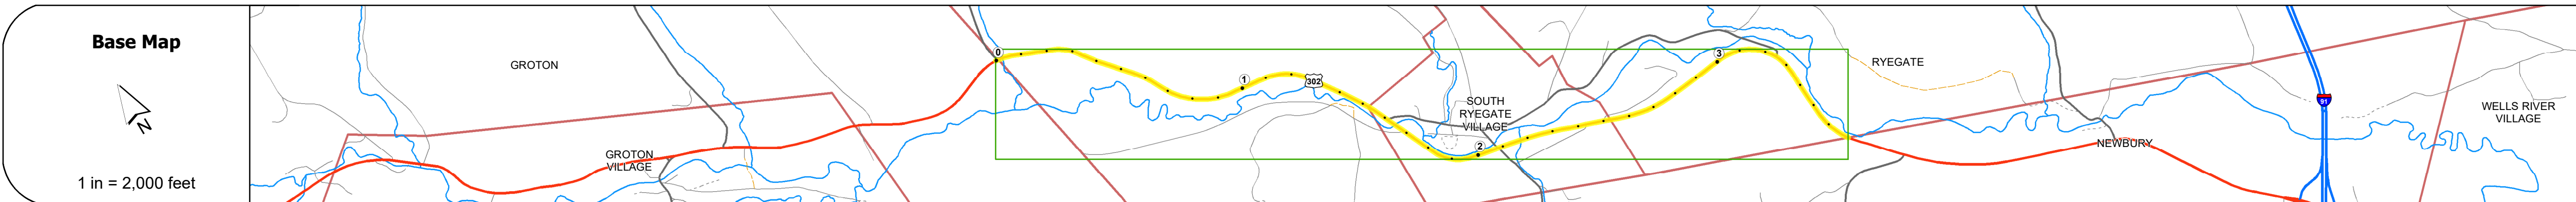 Base Map
N
1 in = 2,000 feet
GROTON
GROTON
VILLAGE
0
1
302
SOUTH
RYEGATE
VILLAGE
2
3
RYEGATE
NEWBURY
91
WELLS RIVER
VILLAGE